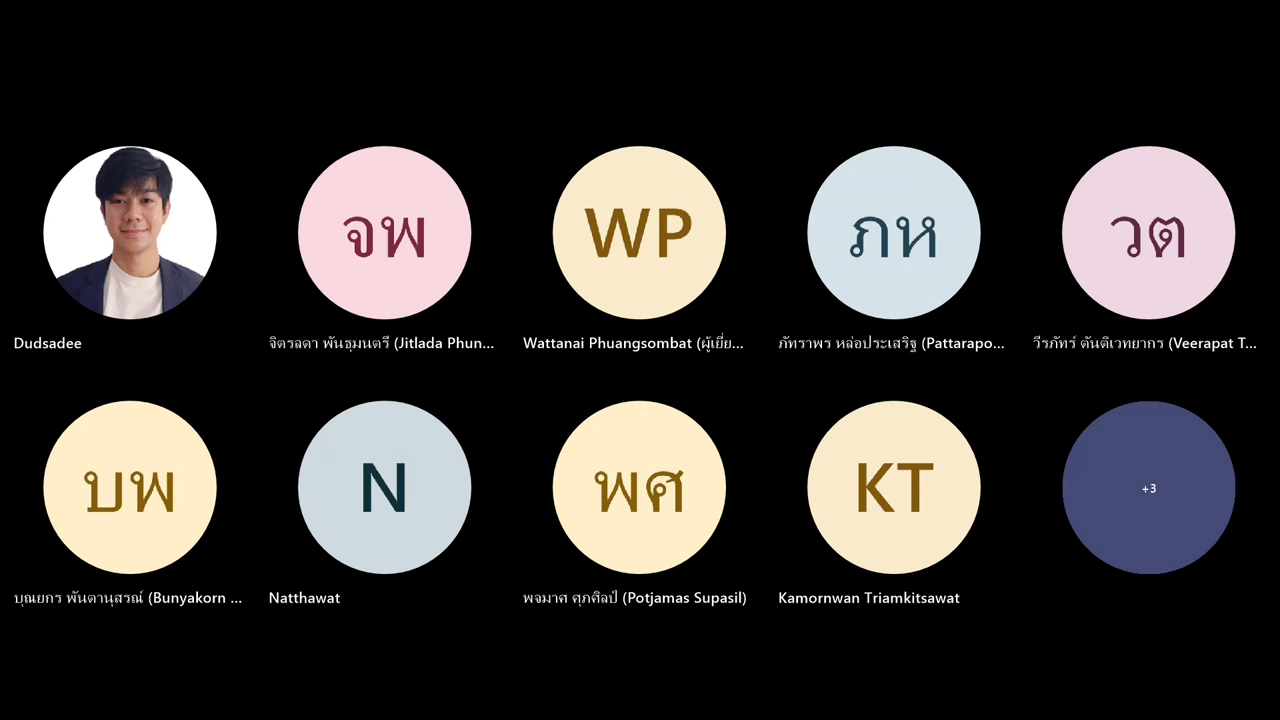 จพ
WP
ภห
วต
Dudsadee
จิตรลดา พันธุมนตรี (Jitlada Phun...
Wattanai Phuangsombat (ผู้เยี่ย...
ภัทราพร หล่อประเสริฐ (Pattarapo...
วีรภัทร์ ตันติเวทยากร (Veerapat T...
บพ
N
พศ
KT
+3
บุณยกร พันตานุสรณ์ (Bunyakorn ...
Natthawat
พจมาศ ศุภศิลป์ (Potjamas Supasil)
Kamornwan Triamkitsawat